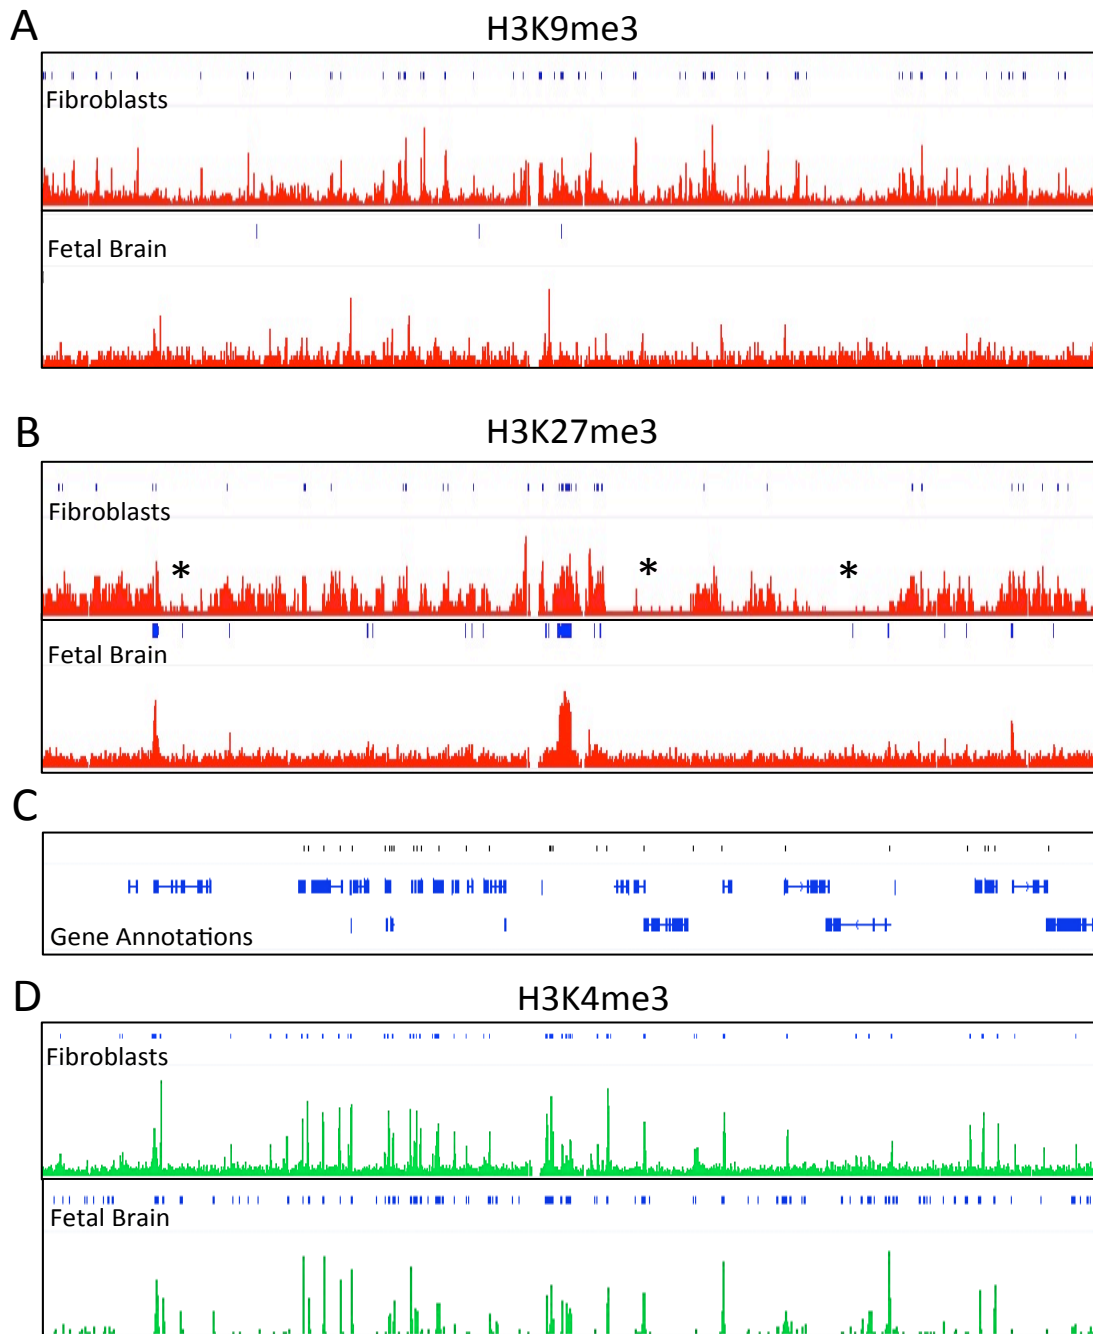 A
H3K9me3
Fibroblasts
Fetal Brain
B
H3K27me3
Fibroblasts
*
*
*
Fetal Brain
C
Gene Annotations
D
H3K4me3
Fibroblasts
Fetal Brain